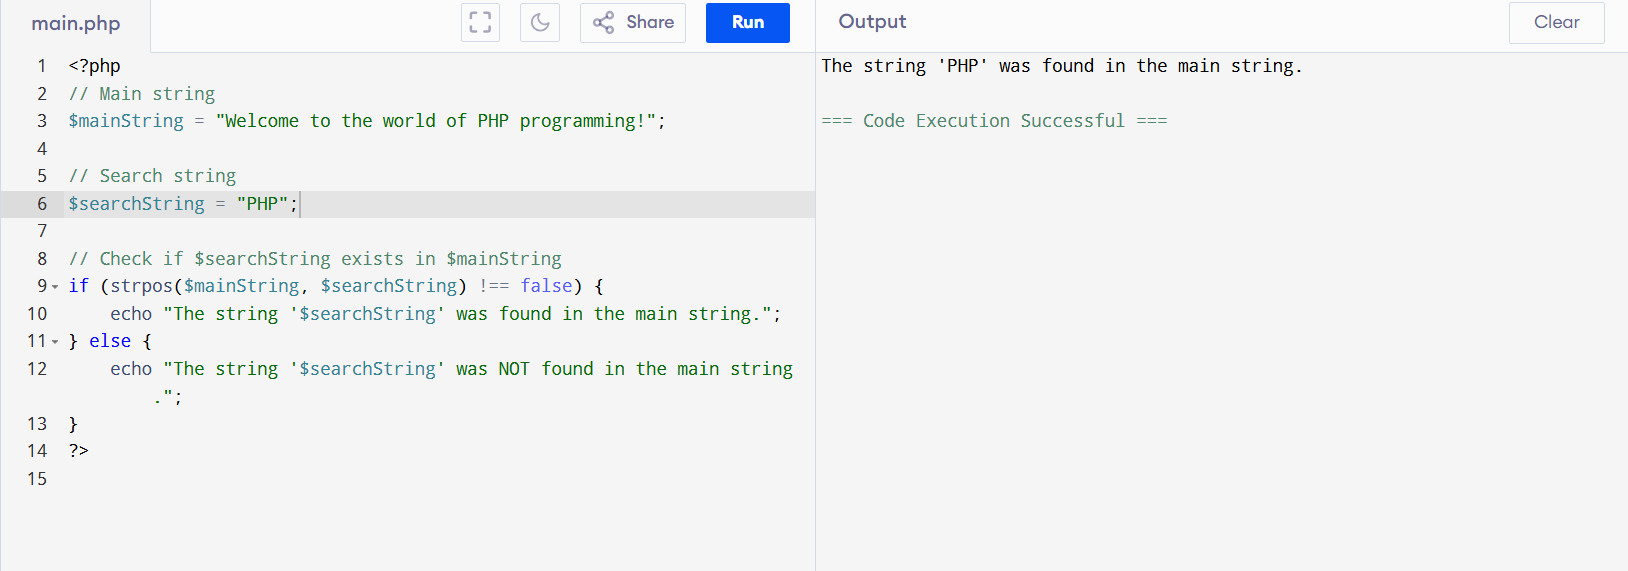 main.php Share Run Output Clear
1 <?php
2 // Main string
3 $mainString = "Welcome to the world of PHP programming!";
4
5 // Search string
6 $searchString = "PHP";
7
8 // Check if $searchString exists in $mainString
9 if (strpos($mainString, $searchString) !== false) {
10     echo "The string '$searchString' was found in the main string.";
11 } else {
12     echo "The string '$searchString' was NOT found in the main string
.";
13 }
14 ?>
15
The string 'PHP' was found in the main string.
=== Code Execution Successful ===